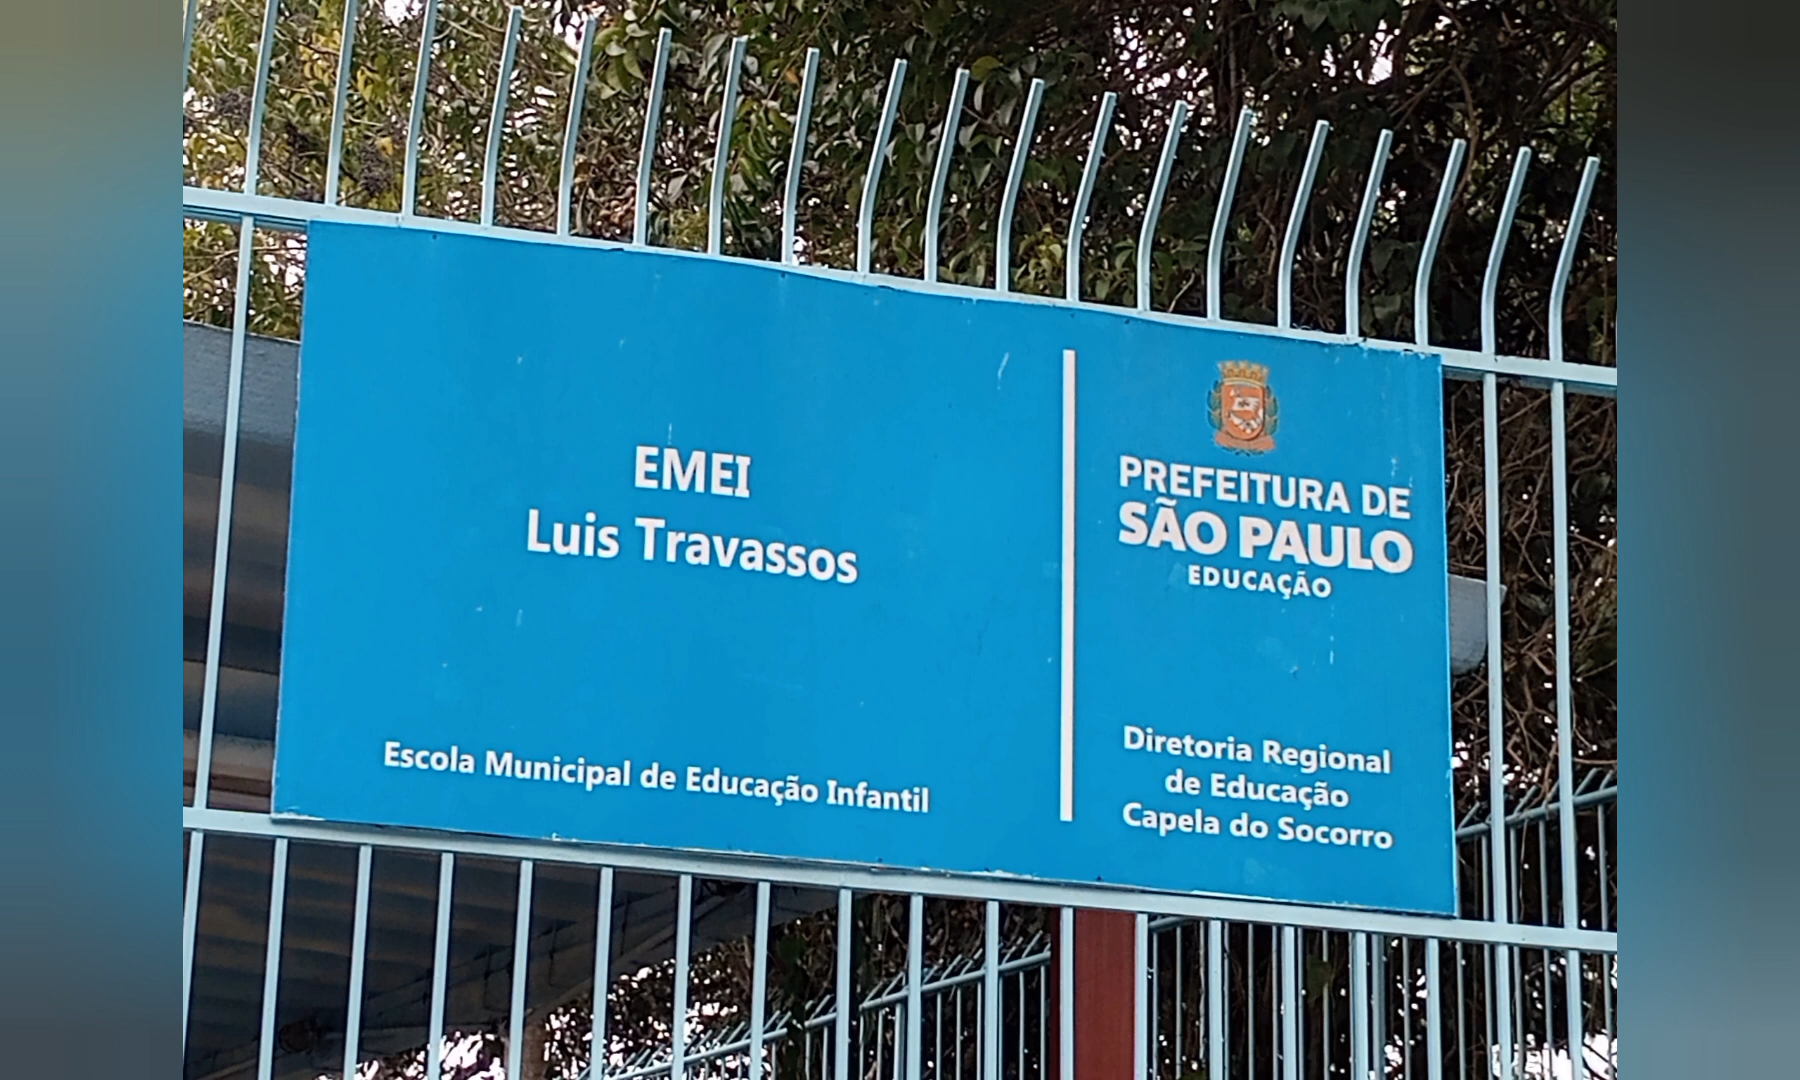 EMEI
Luis Travassos
Escola Municipal de Educação Infantil
PREFEITURA DE
SÃO PAULO
EDUCAÇÃO
Diretoria Regional
de Educação
Capela do Socorro